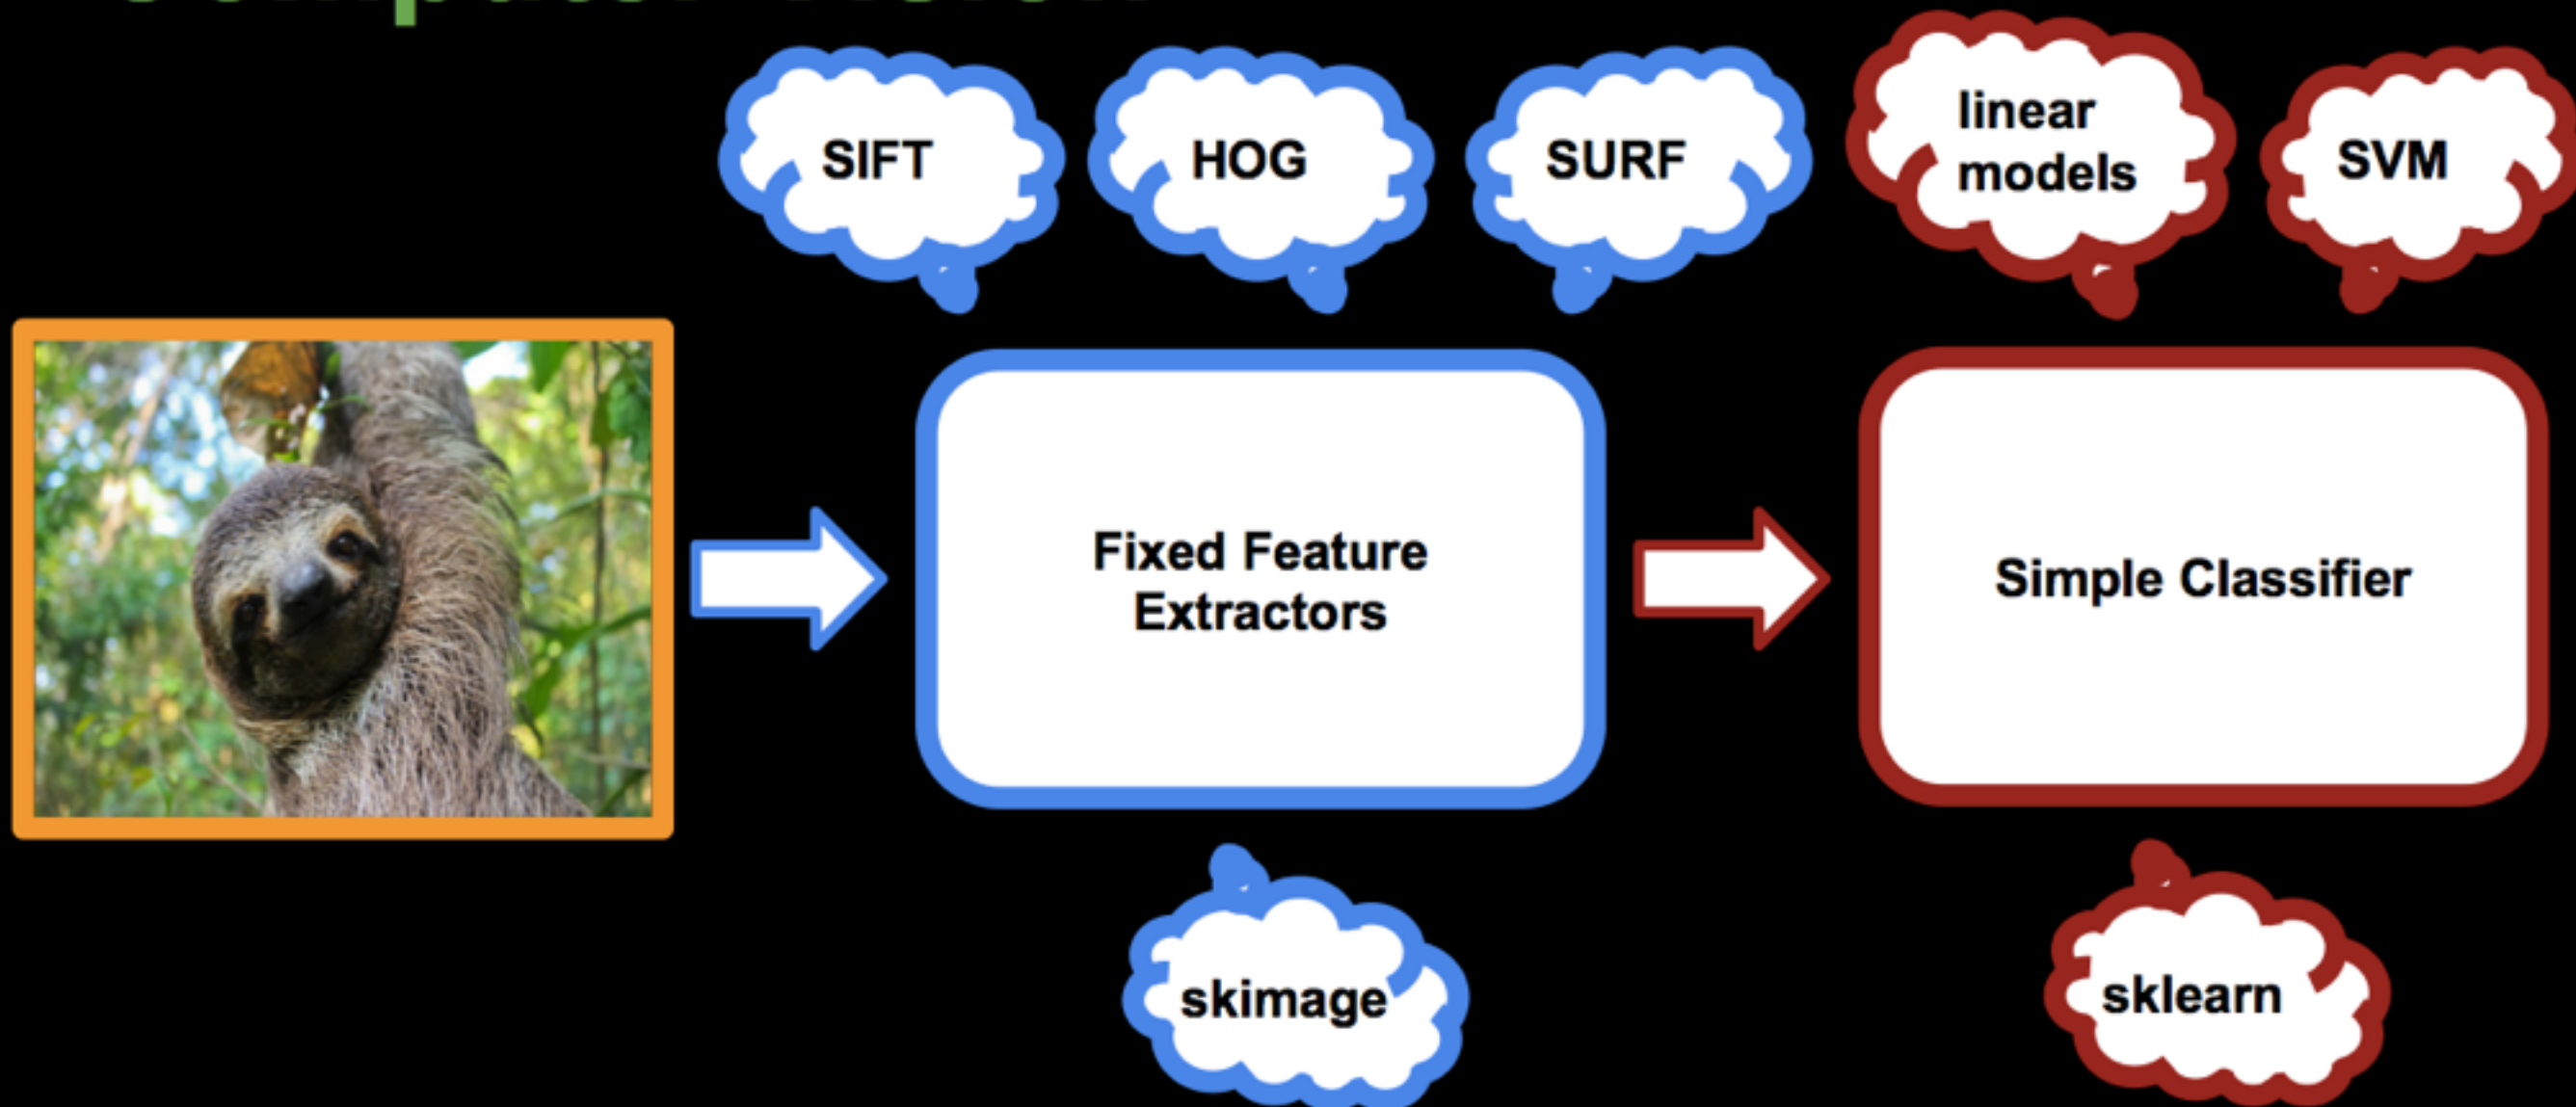 SIFT
HOG
SURF
linear
models
SVM
Fixed Feature
Extractors
Simple Classifier
skimage
sklearn